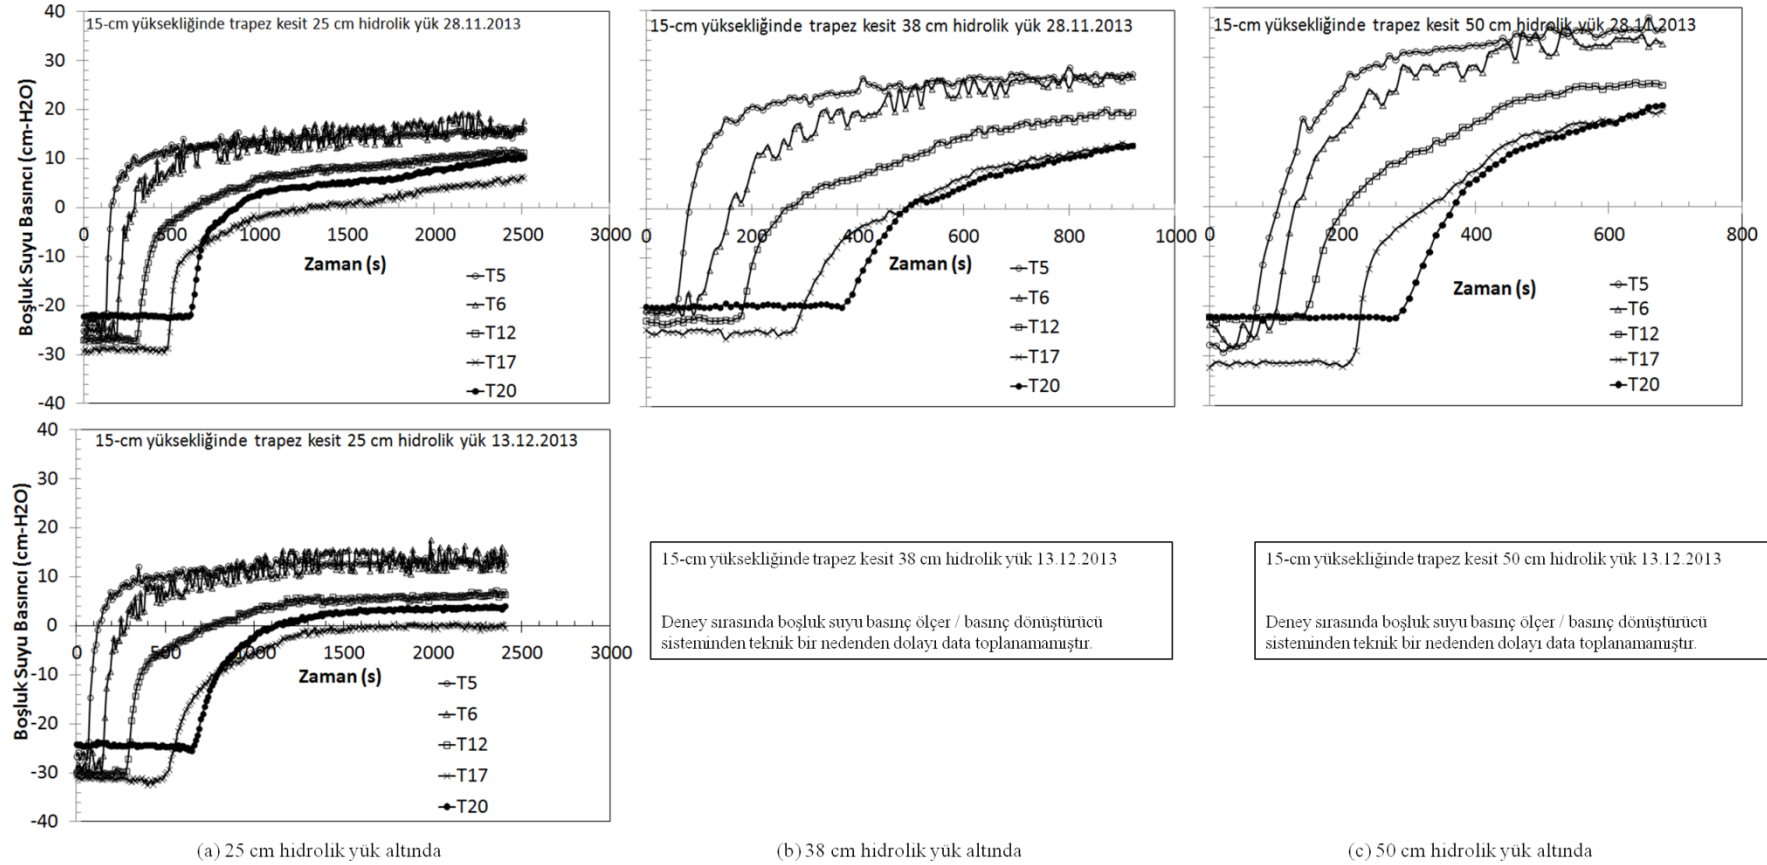 15-cm yüksekliğinde trapez kesit 25 cm hidrolik yük 28.11.2013
Boşluk Suyu Basıncı (cm-H2O)
40
30
20
10
0
-10
-20
-30
-40
0
500
1000
1500
2000
2500
3000
Zaman (s)
T5
T6
T12
T17
T20
15-cm yüksekliğinde trapez kesit 38 cm hidrolik yük 28.11.2013
0
200
400
600
800
1000
Zaman (s)
T5
T6
T12
T17
T20
15-cm yüksekliğinde trapez kesit 50 cm hidrolik yük 28.11.2013
0
200
400
600
800
Zaman (s)
T5
T6
T12
T17
T20
15-cm yüksekliğinde trapez kesit 25 cm hidrolik yük 13.12.2013
Boşluk Suyu Basıncı (cm-H2O)
40
30
20
10
0
-10
-20
-30
-40
0
500
1000
1500
2000
2500
3000
Zaman (s)
T5
T6
T12
T17
T20
15-cm yüksekliğinde trapez kesit 38 cm hidrolik yük 13.12.2013
Deney sırasında boşluk suyu basınç ölçer / basınç dönüştürücü
sisteminden teknik bir nedenden dolayı data toplanamamıştır.
15-cm yüksekliğinde trapez kesit 50 cm hidrolik yük 13.12.2013
Deney sırasında boşluk suyu basınç ölçer / basınç dönüştürücü
sisteminden teknik bir nedenden dolayı data toplanamamıştır.
(a) 25 cm hidrolik yük altında
(b) 38 cm hidrolik yük altında
(c) 50 cm hidrolik yük altında